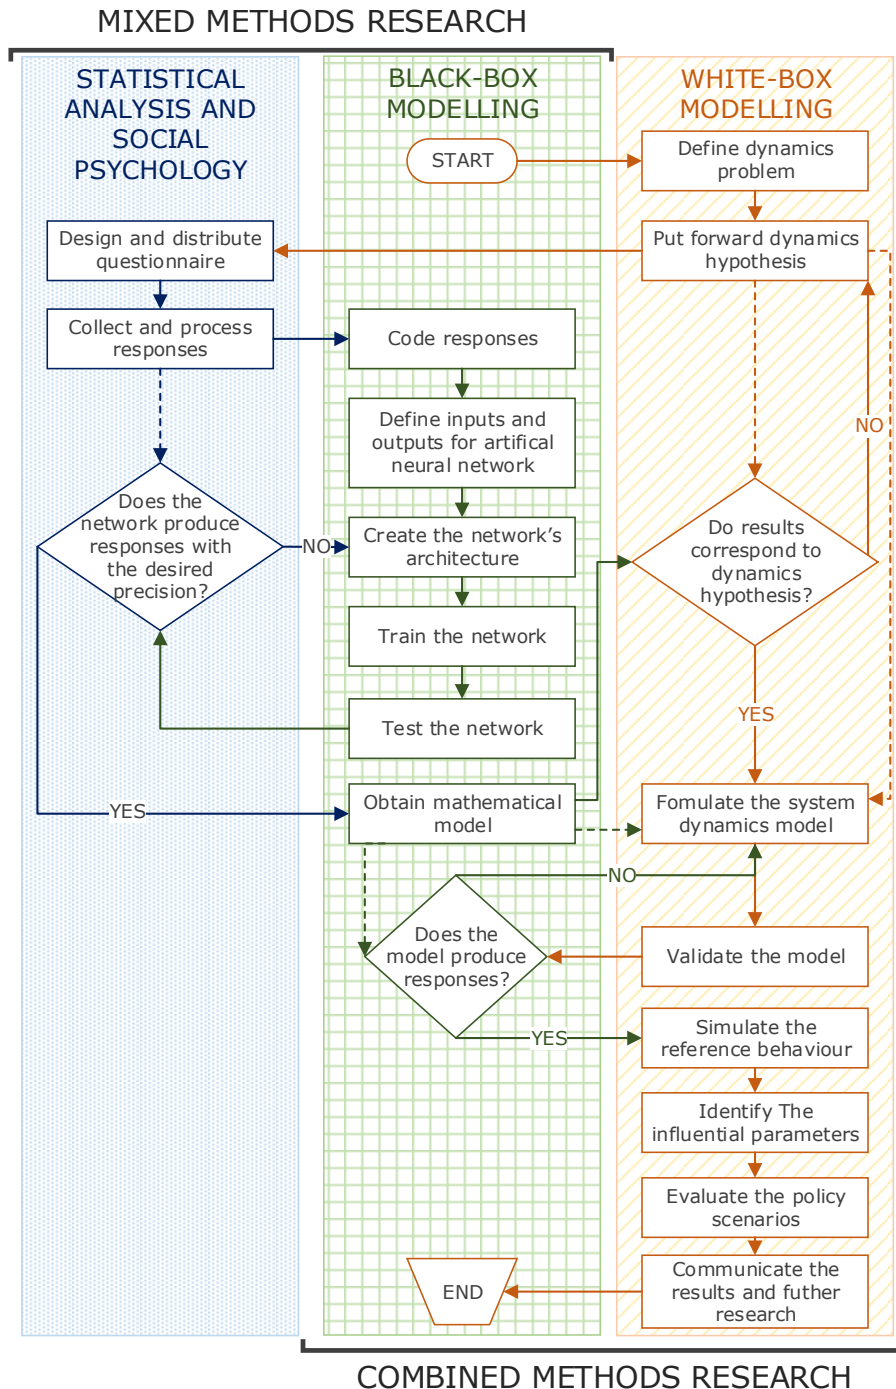 MIXED METHODS RESEARCH
STATISTICAL
ANALYSIS AND
SOCIAL
PSYCHOLOGY
BLACK-BOX
MODELLING
WHITE-BOX
MODELLING
START
Define dynamics
problem
Design and distribute
questionnaire
Put forward dynamics
hypothesis
Collect and process
responses
Code responses
Define inputs and
outputs for artifical
neural network
NO
Does the
network produce
responses with
the desired
precision?
NO
Create the network's
architecture
Do results
correspond to
dynamics
hypothesis?
Train the network
YES
Test the network
YES
Obtain mathematical
model
Fomulate the system
dynamics model
NO
Does the
model produce
responses?
Validate the model
YES
Simulate the
reference behaviour
Identify The
influential parameters
Evaluate the policy
scenarios
Communicate the
results and futher
research
END
COMBINED METHODS RESEARCH